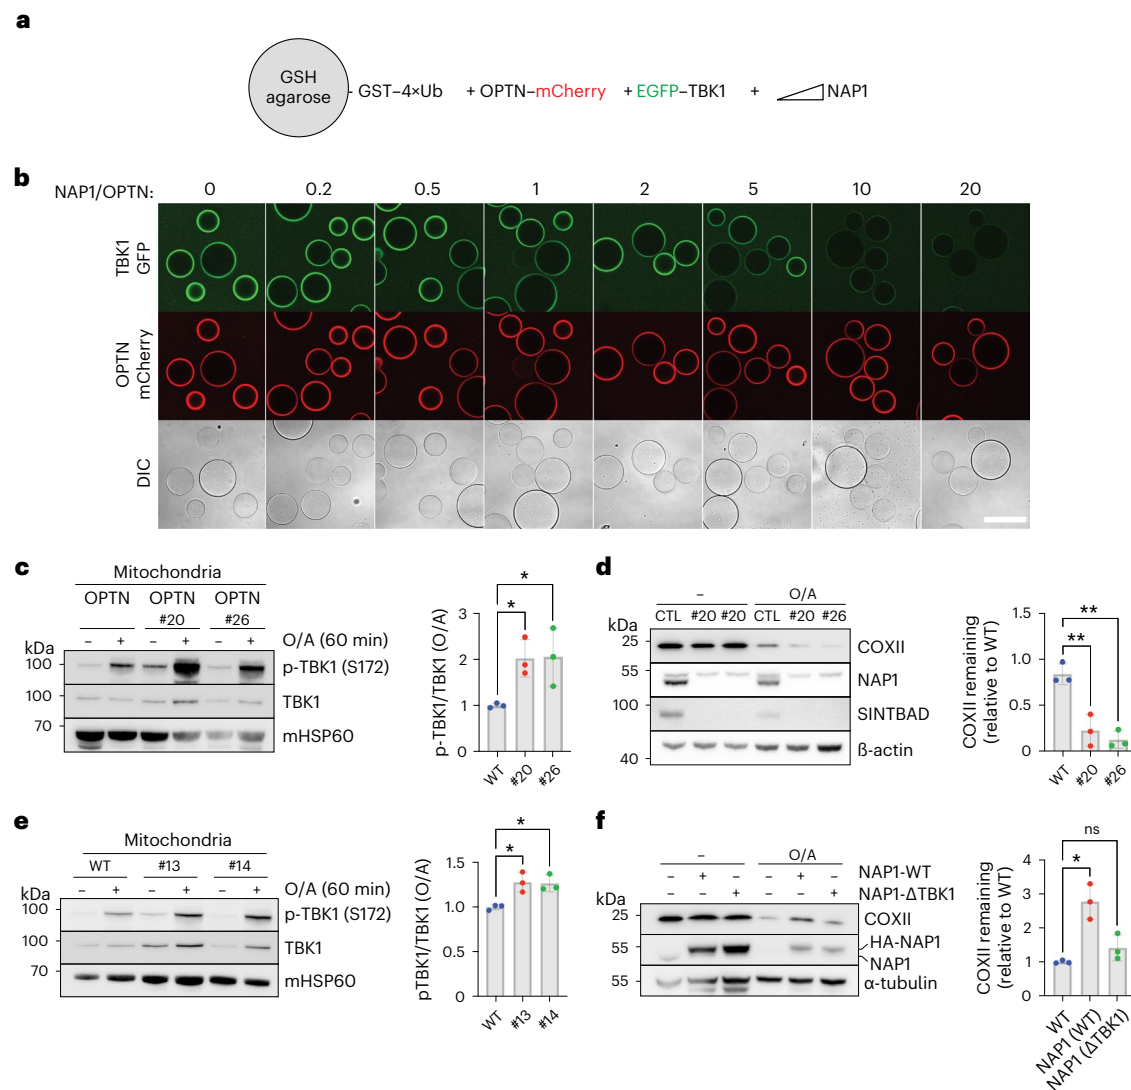 a
GSH
agarose
GST–4×Ub + OPTN–mCherry + EGFP–TBK1 + NAP1
b
NAP1/OPTN: 0 0.2 0.5 1 2 5 10 20
TBK1
GFP
OPTN
mCherry
DIC
c
Mitochondria
OPTN OPTN OPTN
#20 #26
– + – + – + O/A (60 min)
kDa
100 p-TBK1 (S172)
100 TBK1
70 mHSP60
p-TBK1/TBK1 (O/A)
3
2
1
0
* *
WT #20 #26
d
– O/A
CTL #20 #20 CTL #20 #26
kDa
25 COXII
55 NAP1
100 SINTBAD
40 ß-actin
COXII remaining
(relative to WT)
1.5
1.0
0.5
0
** **
WT #20 #26
e
Mitochondria
WT #13 #14
– + – + – + O/A (60 min)
kDa
100 p-TBK1 (S172)
100 TBK1
70 mHSP60
pTBK1/TBK1 (O/A)
1.5
1.0
0.5
0
* *
WT #13 #14
f
– O/A
– + – – + – NAP1-WT
– – + – – + NAP1-ΔTBK1
kDa
25 COXII
55 HA-NAP1
NAP1
55 α-tubulin
COXII remaining
(relative to WT)
4
3
2
1
0
ns
*
WT
NAP1 (WT)
NAP1 (ΔTBK1)